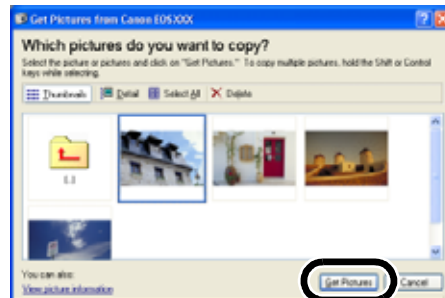 Get Pictures from Canon EOSXXX
Which pictures do you want to copy?
Select the picture or pictures and click on "Get Pictures." To copy multiple pictures, hold the Shift or Control
keys while selecting.
Thumbnails Detail Select All Delete
(..)
You can also:
View picture information
Get Pictures Cancel